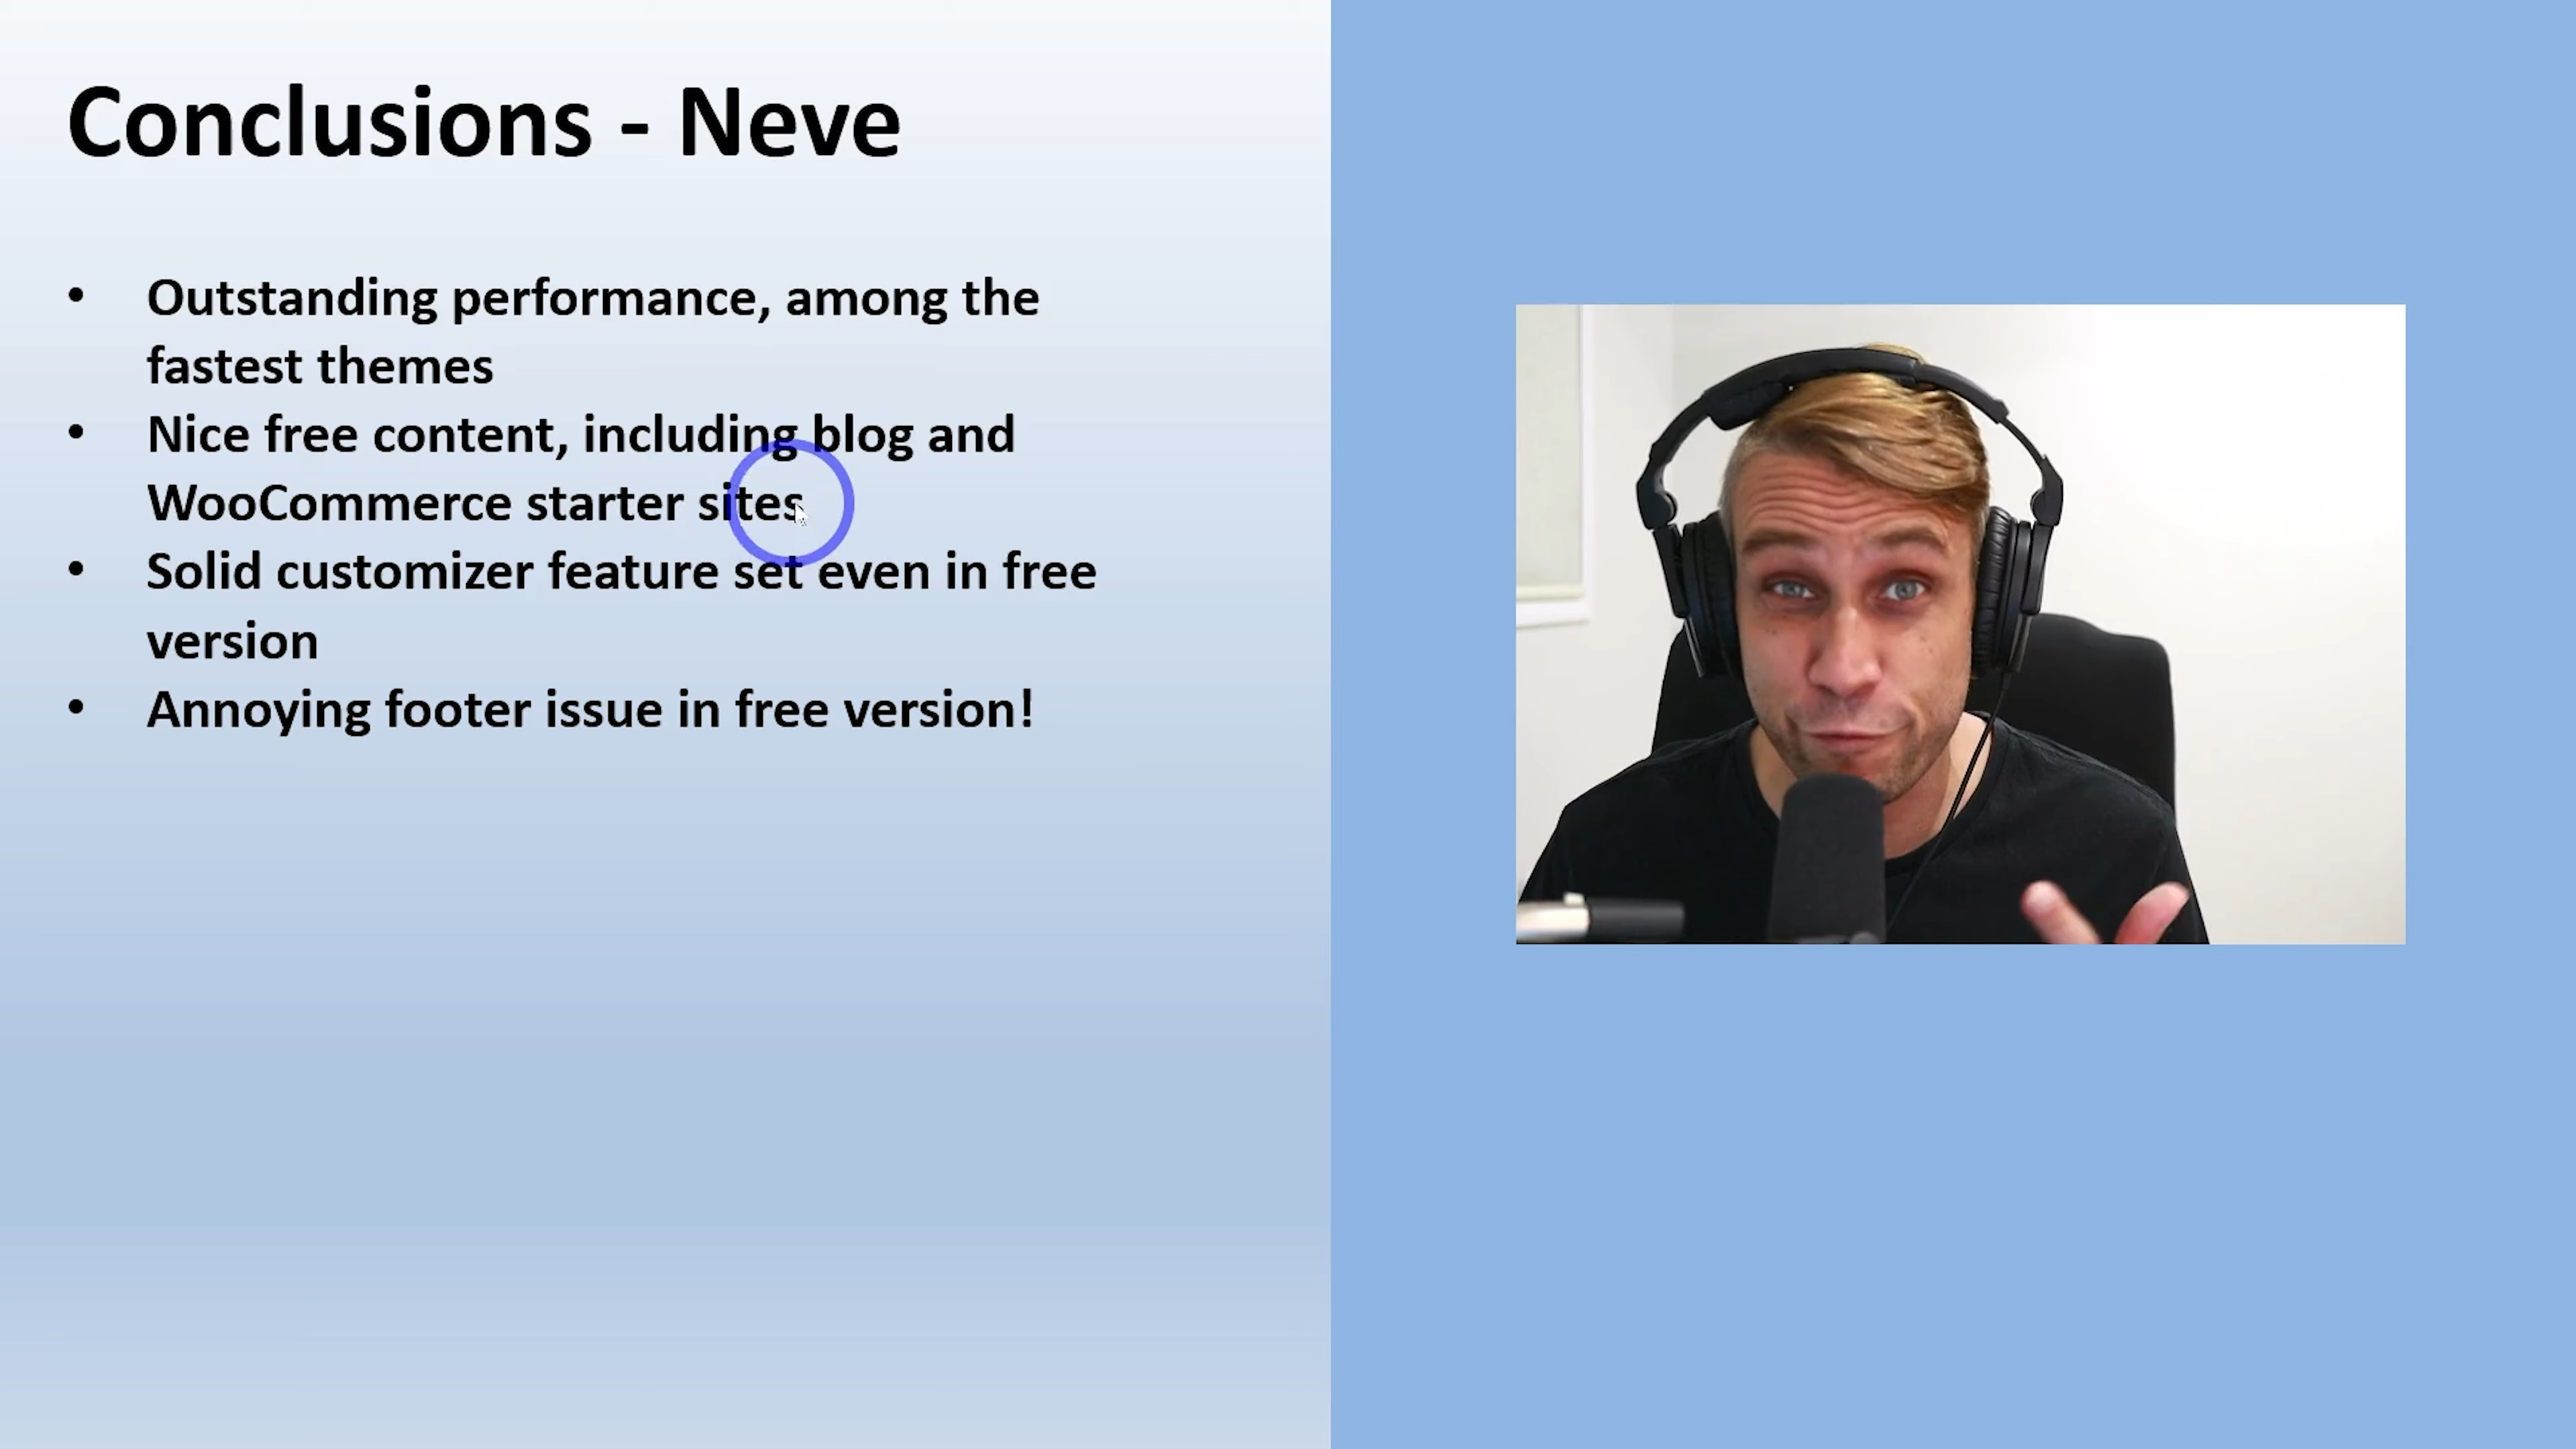 Conclusions - Neve
• Outstanding performance, among the
fastest themes
• Nice free content, including blog and
WooCommerce starter sites
• Solid customizer feature set even in free
version
• Annoying footer issue in free version!